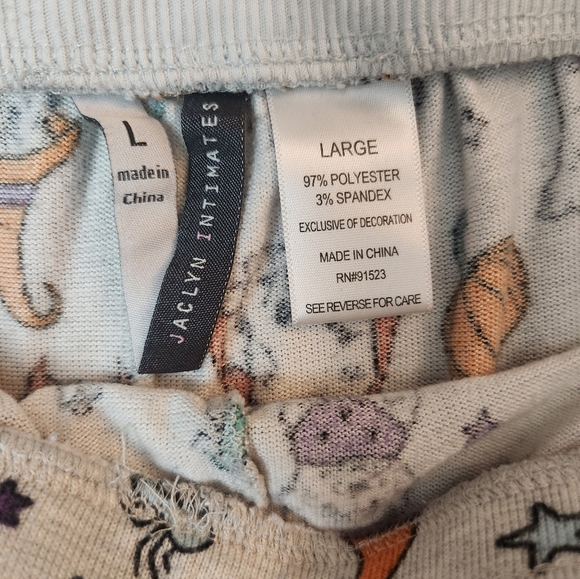 L
made in
China
JACLYN INTIMATES
LARGE
97% POLYESTER
3% SPANDEX
EXCLUSIVE OF DECORATION
MADE IN CHINA
RN#91523
SEE REVERSE FOR CARE